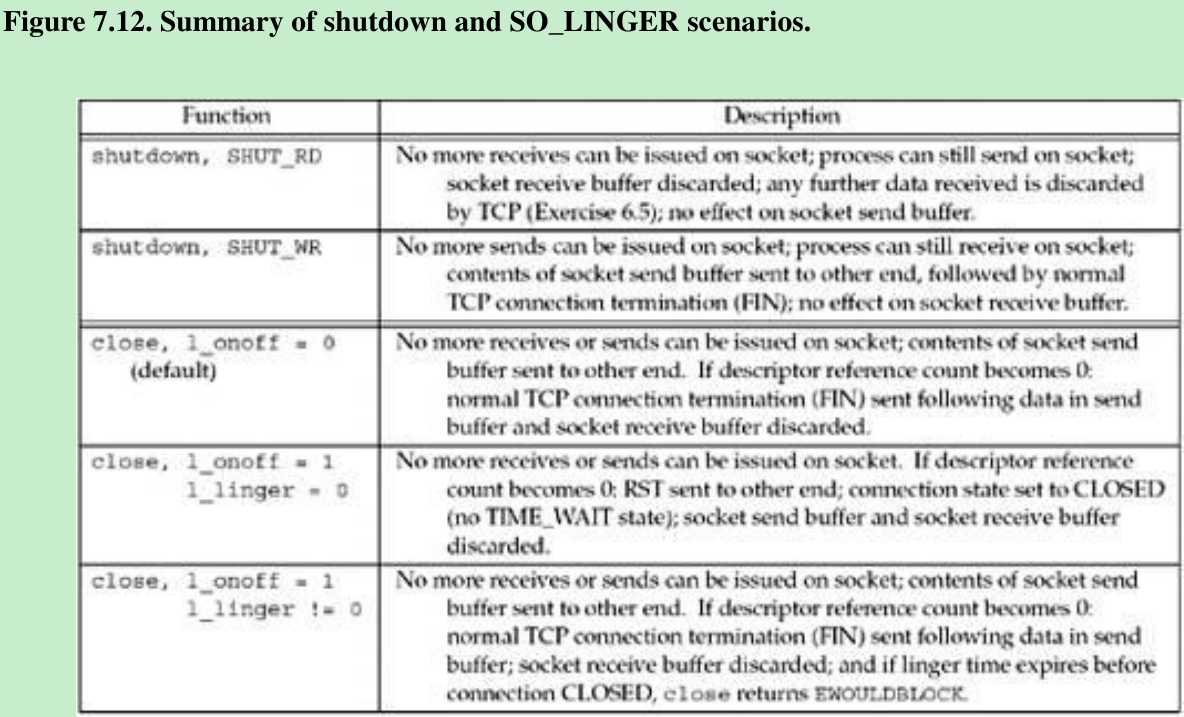 Figure 7.12. Summary of shutdown and SO_LINGER scenarios.
Function Description
shutdown, SHUT_RD No more receives can be issued on socket; process can still send on socket;
socket receive buffer discarded; any further data received is discarded
by TCP (Exercise 6.5); no effect on socket send buffer.
shutdown, SHUT_WR No more sends can be issued on socket; process can still receive on socket;
contents of socket send buffer sent to other end, followed by normal
TCP connection termination (FIN); no effect on socket receive buffer.
close, l_onoff = 0 No more receives or sends can be issued on socket; contents of socket send
(default) buffer sent to other end. If descriptor reference count becomes 0:
normal TCP connection termination (FIN) sent following data in send
buffer and socket receive buffer discarded.
close, l_onoff = 1 No more receives or sends can be issued on socket. If descriptor reference
l_linger = 0 count becomes 0: RST sent to other end; connection state set to CLOSED
(no TIME_WAIT state); socket send buffer and socket receive buffer
discarded.
close, l_onoff = 1 No more receives or sends can be issued on socket; contents of socket send
l_linger != 0 buffer sent to other end. If descriptor reference count becomes 0:
normal TCP connection termination (FIN) sent following data in send
buffer; socket receive buffer discarded; and if linger time expires before
connection CLOSED, close returns EWOULDBLOCK.